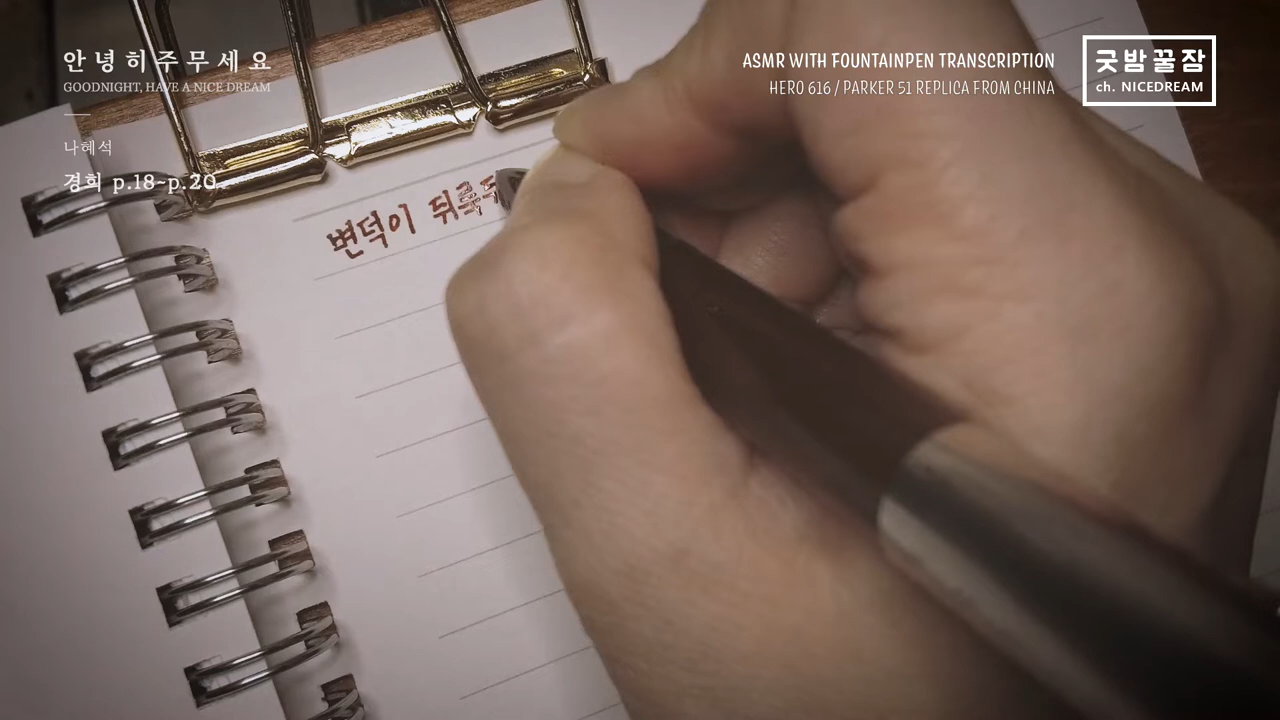 안녕히주무세요
GOODNIGHT, HAVE A NICE DREAM
나혜석
경희 p.18~p.20
ASMR WITH FOUNTAINPEN TRANSCRIPTION
HERO 616 / PARKER 51 REPLICA FROM CHINA
굿밤꿀잠
ch. NICEDREAM
변덕이 뒤룩